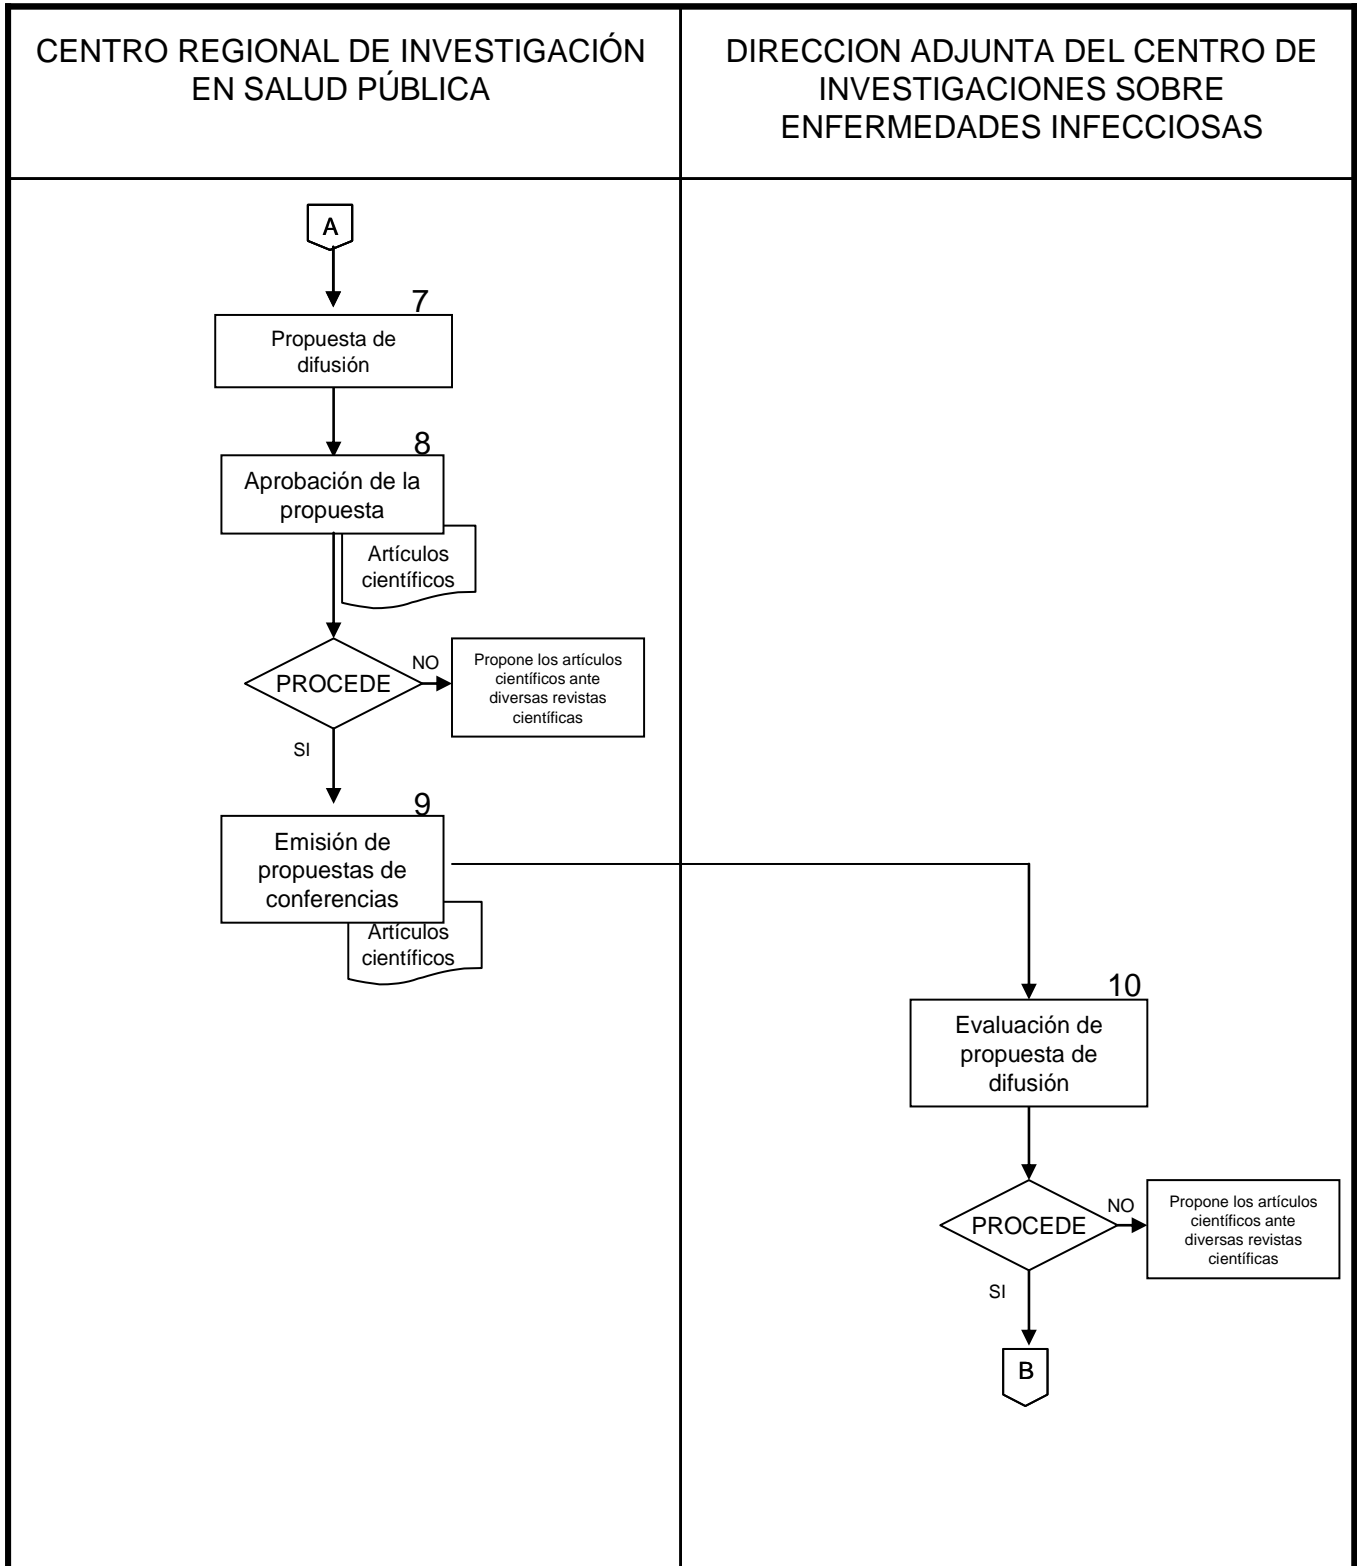 CENTRO REGIONAL DE INVESTIGACIÓN
EN SALUD PÚBLICA
DIRECCION ADJUNTA DEL CENTRO DE
INVESTIGACIONES SOBRE
ENFERMEDADES INFECCIOSAS
A
7
Propuesta de
difusión
8
Aprobación de la
propuesta
Artículos
científicos
PROCEDE
NO
Propone los artículos
científicos ante
diversas revistas
científicas
SI
9
Emisión de
propuestas de
conferencias
Artículos
científicos
10
Evaluación de
propuesta de
difusión
PROCEDE
NO
Propone los artículos
científicos ante
diversas revistas
científicas
SI
B